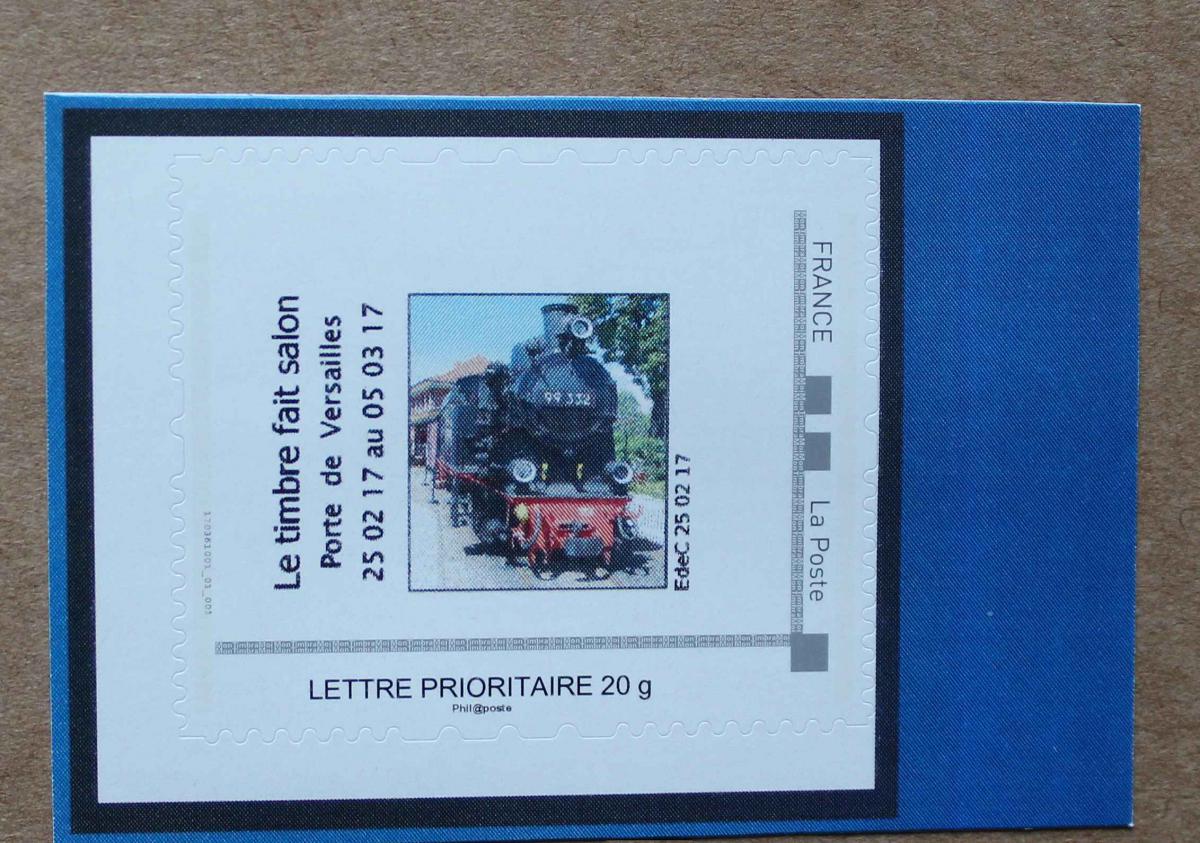 Le timbre fait salon
Porte de Versailles
25 02 17 au 05 03 17
99 332
EdeC 25 02 17
FRANCE
La Poste
LETTRE PRIORITAIRE 20 g
Phil@poste